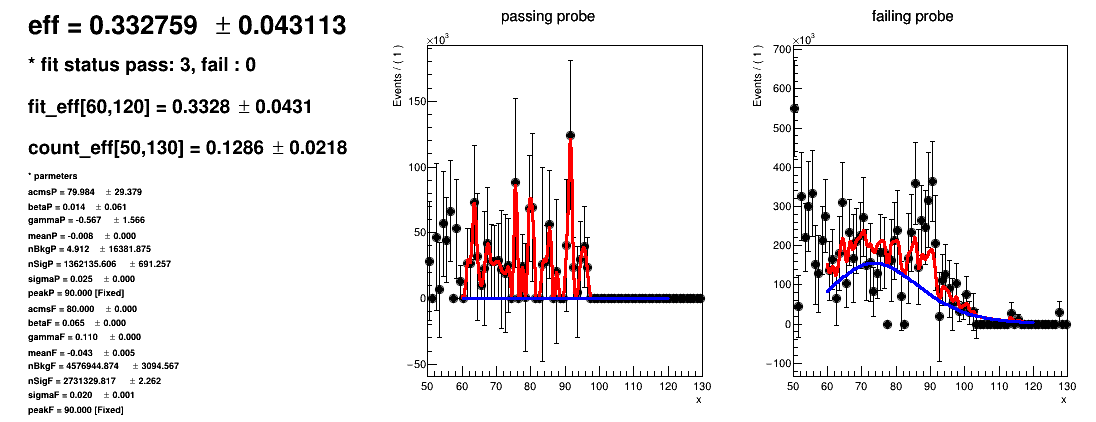 eff = 0.332759 ± 0.043113
* fit status pass: 3, fail : 0
fit_eff[60,120] = 0.3328 ± 0.0431
count_eff[50,130] = 0.1286 ± 0.0218
* parmeters
acmsP = 79.984 ± 29.379
betaP = 0.014 ± 0.061
gammaP = -0.567 ± 1.566
meanP = -0.008 ± 0.000
nBkgP = 4.912 ± 16381.875
nSigP = 1362135.606 ± 691.257
sigmaP = 0.025 ± 0.000
peakP = 90.000 [Fixed]
acmsF = 80.000 ± 0.000
betaF = 0.065 ± 0.000
gammaF = 0.110 ± 0.000
meanF = -0.043 ± 0.005
nBkgF = 4576944.874 ± 3094.567
nSigF = 2731329.817 ± 2.262
sigmaF = 0.020 ± 0.001
peakF = 90.000 [Fixed]
passing probe
×10³
Events / ( 1 )
150
100
50
0
−50
50 60 70 80 90 100 110 120 130
x
failing probe
×10³
Events / ( 1 )
700
600
500
400
300
200
100
0
−100
50 60 70 80 90 100 110 120 130
x